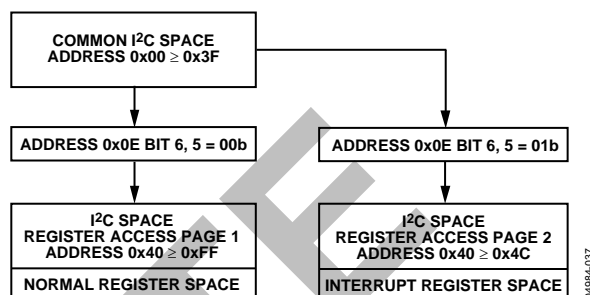 COMMON I2C SPACE
ADDRESS 0x00 ≥ 0x3F
ADDRESS 0x0E BIT 6, 5 = 00b
ADDRESS 0x0E BIT 6, 5 = 01b
I2C SPACE
REGISTER ACCESS PAGE 1
ADDRESS 0x40 ≥ 0xFF
NORMAL REGISTER SPACE
I2C SPACE
REGISTER ACCESS PAGE 2
ADDRESS 0x40 ≥ 0x4C
INTERRUPT REGISTER SPACE